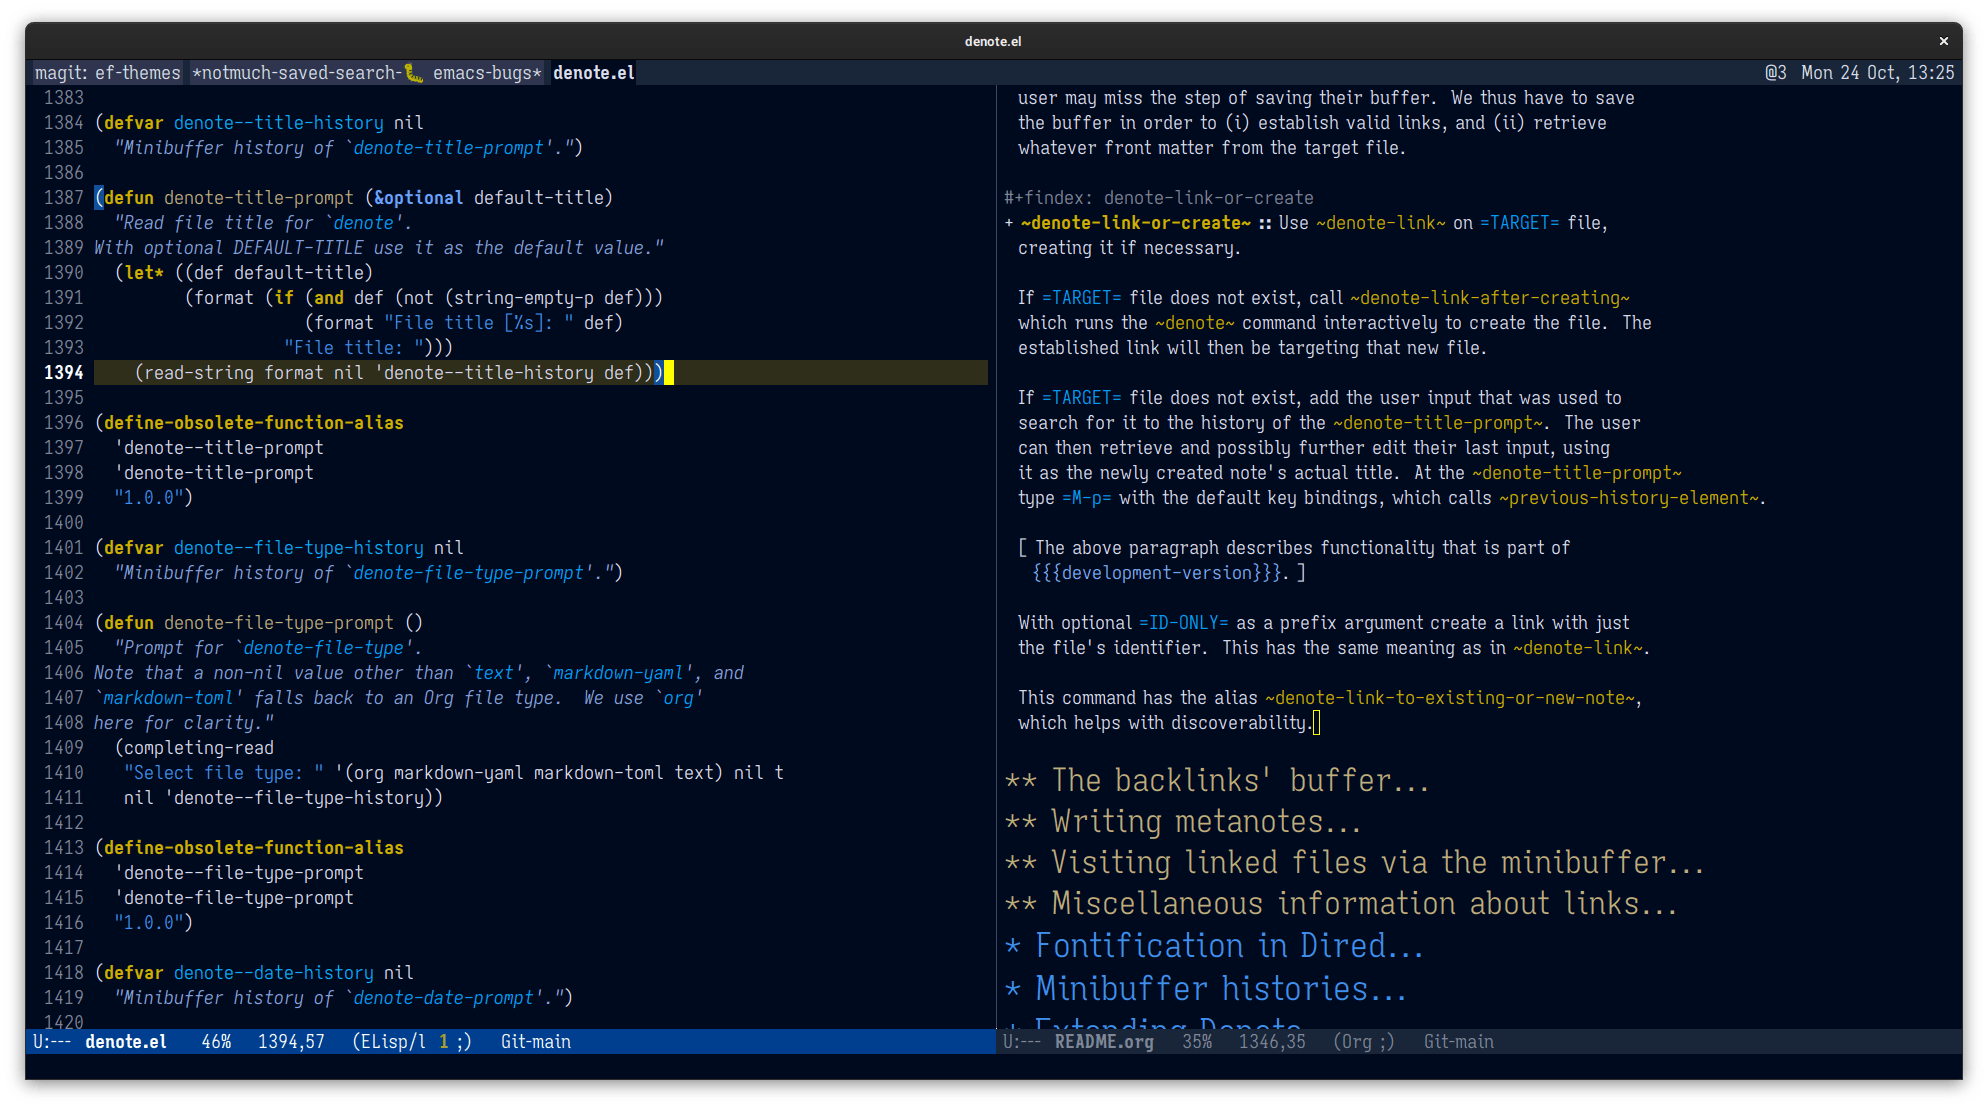 denote.el
magit: ef-themes *notmuch-saved-search-🐛 emacs-bugs* denote.el @3 Mon 24 Oct, 13:25
1383
1384 (defvar denote--title-history nil
1385   "Minibuffer history of `denote-title-prompt'.")
1386
1387 (defun denote-title-prompt (&optional default-title)
1388   "Read file title for `denote'.
1389 With optional DEFAULT-TITLE use it as the default value."
1390   (let* ((def default-title)
1391          (format (if (and def (not (string-empty-p def)))
1392                      (format "File title [%s]: " def)
1393                    "File title: ")))
1394     (read-string format nil 'denote--title-history def)))
1395
1396 (define-obsolete-function-alias
1397   'denote--title-prompt
1398   'denote-title-prompt
1399   "1.0.0")
1400
1401 (defvar denote--file-type-history nil
1402   "Minibuffer history of `denote-file-type-prompt'.")
1403
1404 (defun denote-file-type-prompt ()
1405   "Prompt for `denote-file-type'.
1406 Note that a non-nil value other than `text', `markdown-yaml', and
1407 `markdown-toml' falls back to an Org file type.  We use `org'
1408 here for clarity."
1409   (completing-read
1410    "Select file type: " '(org markdown-yaml markdown-toml text) nil t
1411    nil 'denote--file-type-history))
1412
1413 (define-obsolete-function-alias
1414   'denote--file-type-prompt
1415   'denote-file-type-prompt
1416   "1.0.0")
1417
1418 (defvar denote--date-history nil
1419   "Minibuffer history of `denote-date-prompt'.")
1420
U:--- denote.el 46% 1394,57 (ELisp/l 1 ;) Git-main
user may miss the step of saving their buffer.  We thus have to save
the buffer in order to (i) establish valid links, and (ii) retrieve
whatever front matter from the target file.
#+findex: denote-link-or-create
+ ~denote-link-or-create~ :: Use ~denote-link~ on =TARGET= file,
creating it if necessary.
If =TARGET= file does not exist, call ~denote-link-after-creating~
which runs the ~denote~ command interactively to create the file.  The
established link will then be targeting that new file.
If =TARGET= file does not exist, add the user input that was used to
search for it to the history of the ~denote-title-prompt~.  The user
can then retrieve and possibly further edit their last input, using
it as the newly created note's actual title.  At the ~denote-title-prompt~
type =M-p= with the default key bindings, which calls ~previous-history-element~.
[ The above paragraph describes functionality that is part of
{{{development-version}}}. ]
With optional =ID-ONLY= as a prefix argument create a link with just
the file's identifier.  This has the same meaning as in ~denote-link~.
This command has the alias ~denote-link-to-existing-or-new-note~,
which helps with discoverability.
** The backlinks' buffer...
** Writing metanotes...
** Visiting linked files via the minibuffer...
** Miscellaneous information about links...
* Fontification in Dired...
* Minibuffer histories...
* Extending Denote
U:--- README.org 35% 1346,35 (Org ;) Git-main